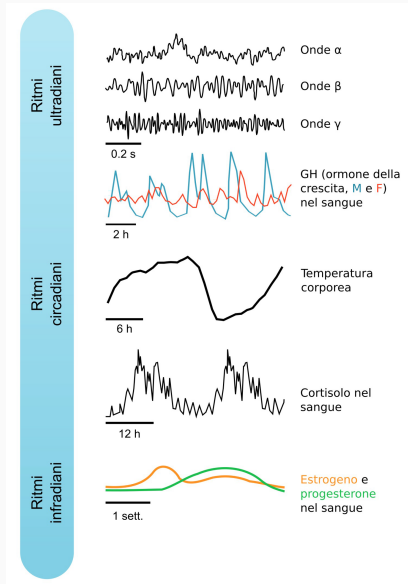 Ritmi
ultradiani
Onde α
Onde β
Onde γ
0.2 s
GH (ormone della
crescita, M e F)
nel sangue
2 h
Ritmi
circadiani
Temperatura
corporea
6 h
Cortisolo nel
sangue
12 h
Ritmi
infradiani
Estrogeno e
progesterone
nel sangue
1 sett.